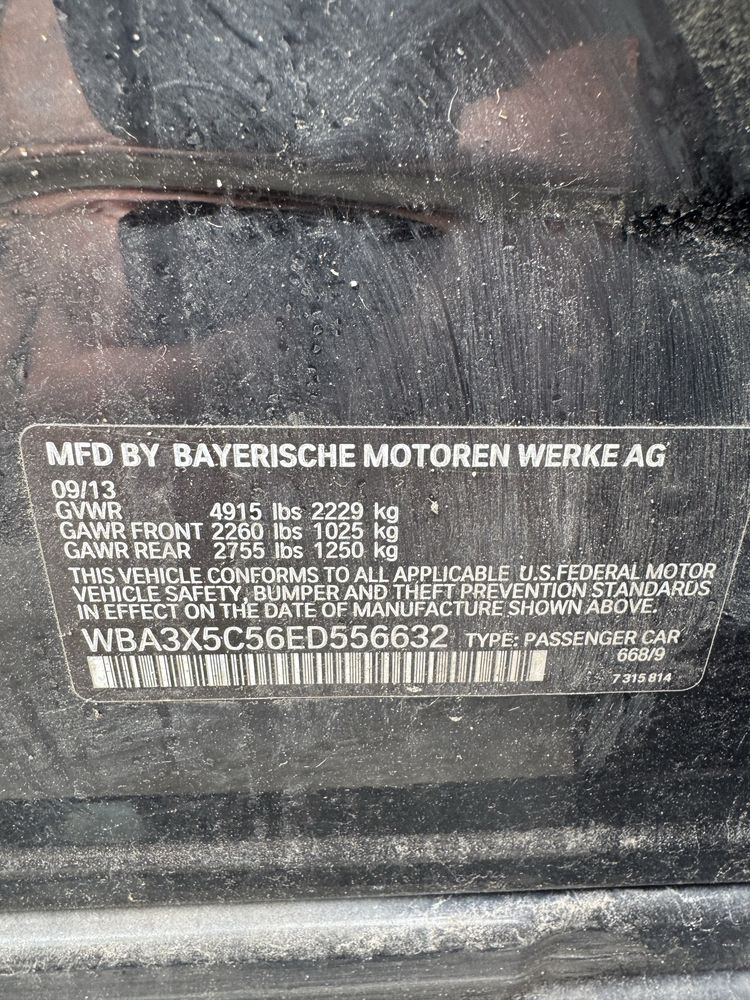 MFD BY BAYERISCHE MOTOREN WERKE AG
09/13
GVWR 4915 lbs 2229 kg
GAWR FRONT 2260 lbs 1025 kg
GAWR REAR 2755 lbs 1250 kg
THIS VEHICLE CONFORMS TO ALL APPLICABLE U.S.FEDERAL MOTOR
VEHICLE SAFETY, BUMPER AND THEFT PREVENTION STANDARDS
IN EFFECT ON THE DATE OF MANUFACTURE SHOWN ABOVE.
WBA3X5C56ED556632 TYPE: PASSENGER CAR
668/9
7 315 814